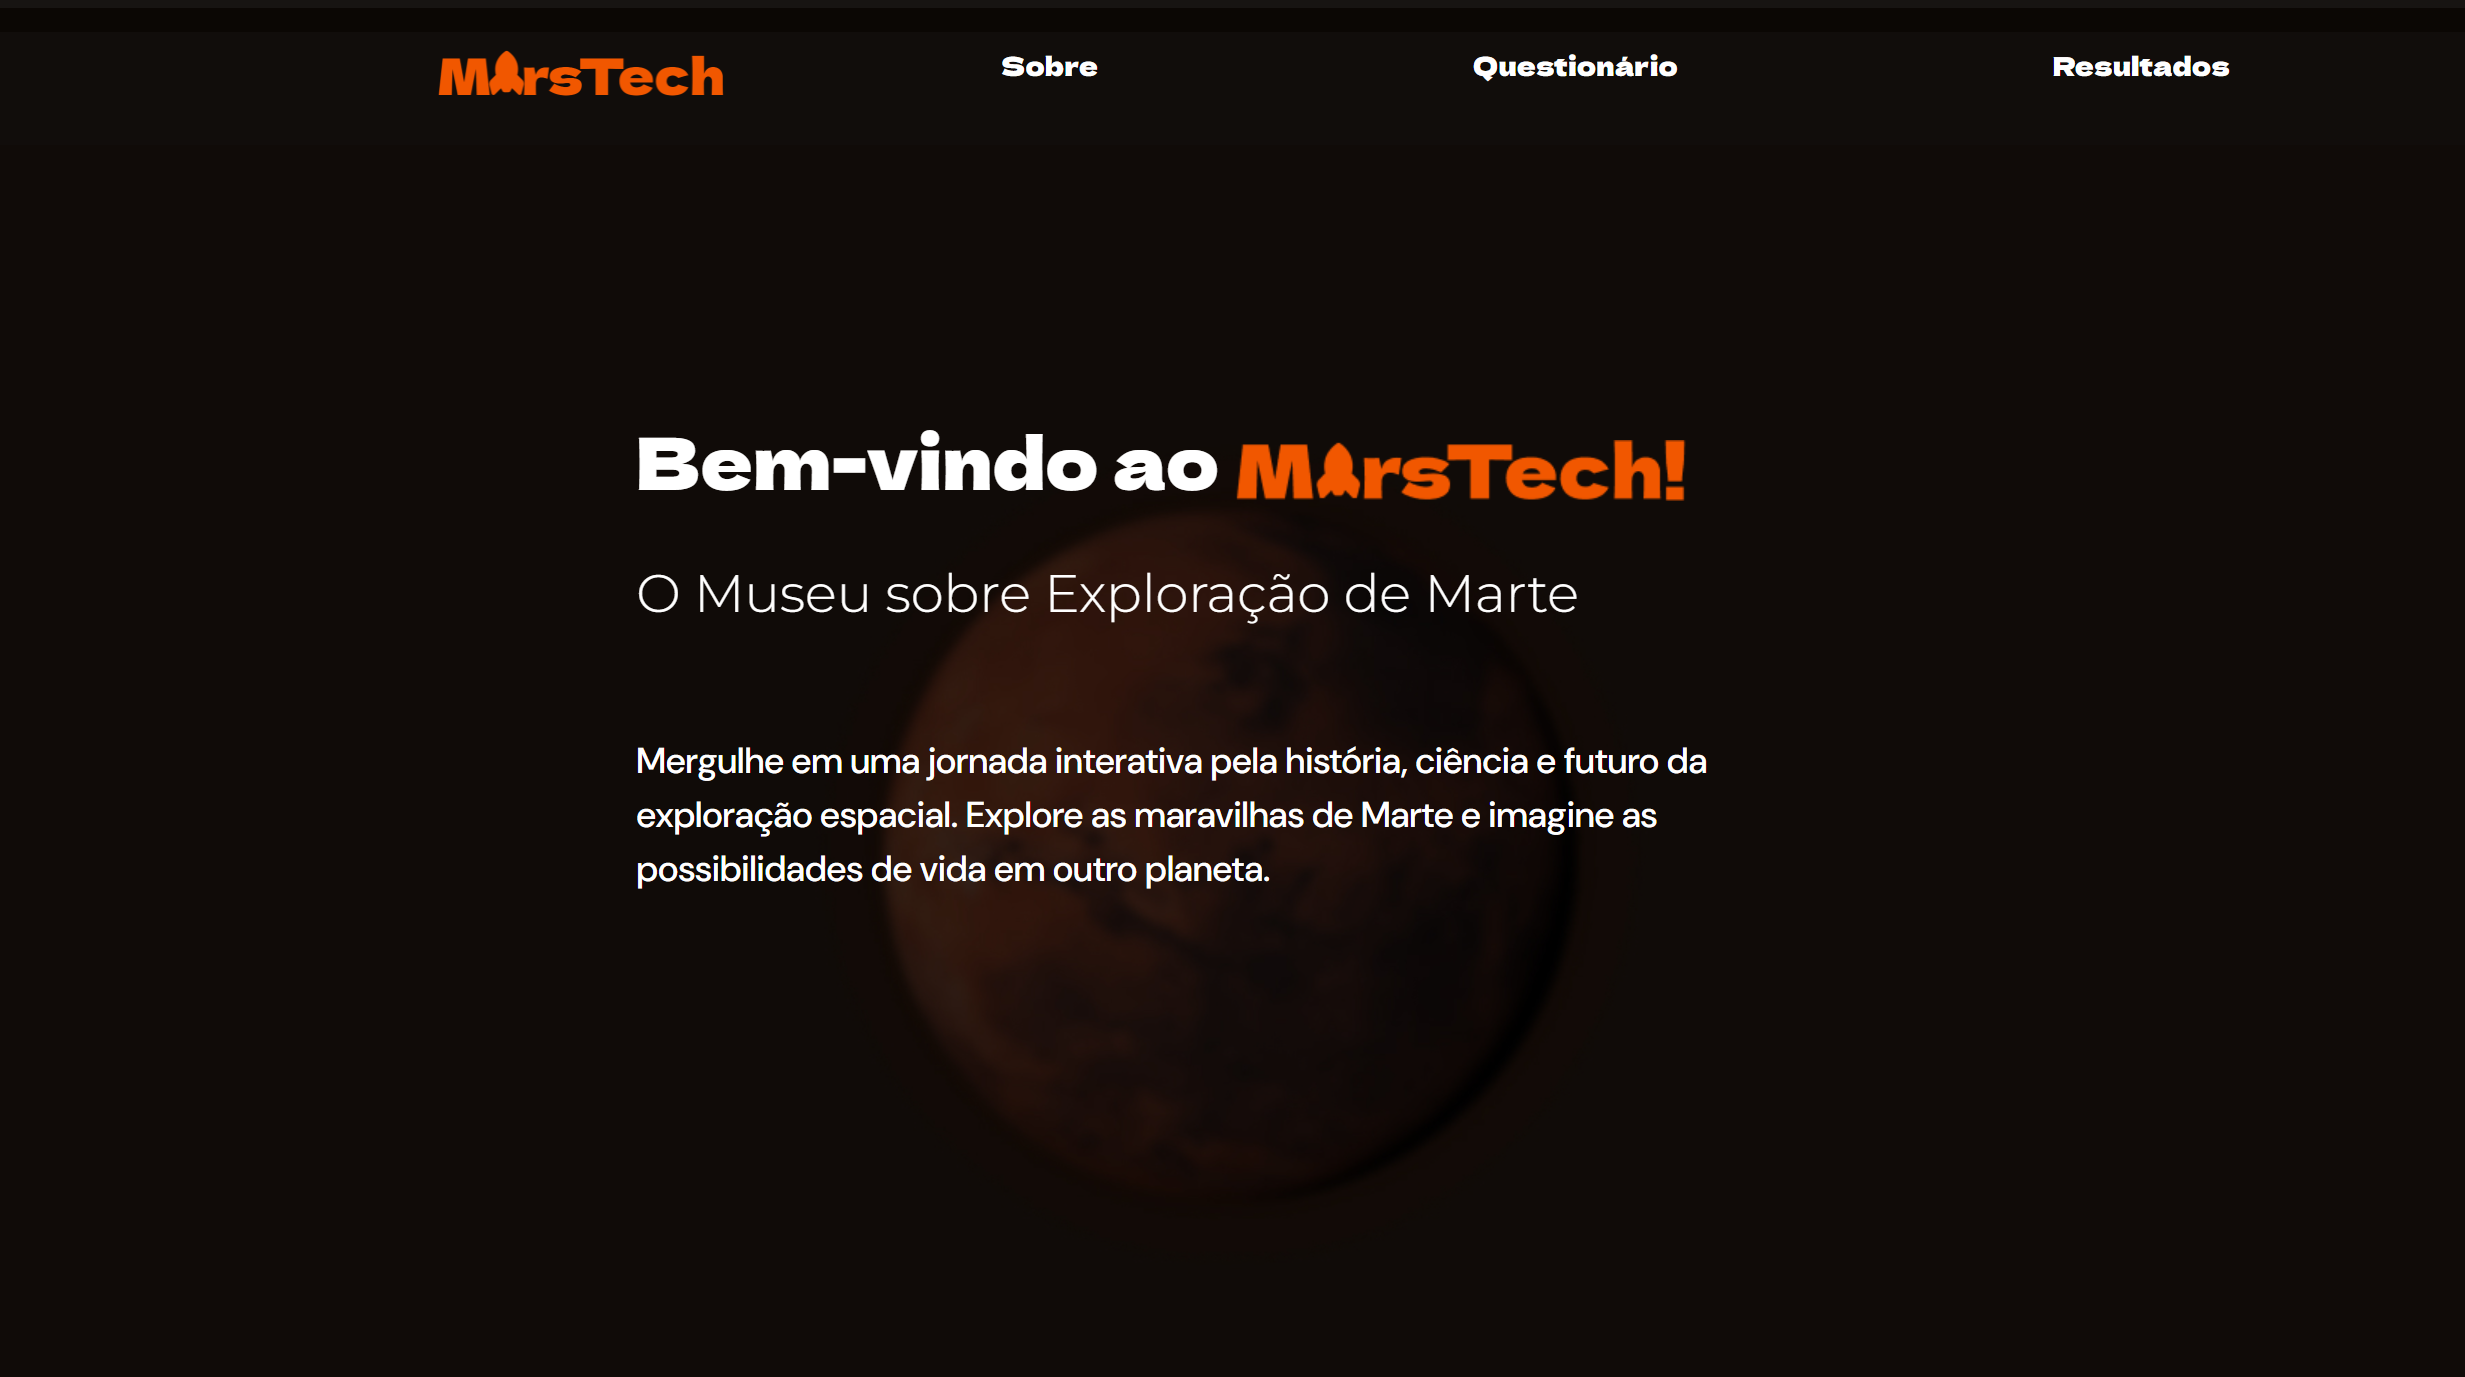 MarsTech
Sobre
Questionário
Resultados
Bem-vindo ao MarsTech!
O Museu sobre Exploração de Marte
Mergulhe em uma jornada interativa pela história, ciência e futuro da
exploração espacial. Explore as maravilhas de Marte e imagine as
possibilidades de vida em outro planeta.